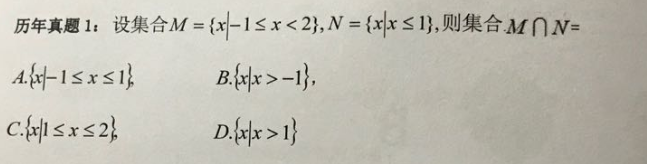 历年真题1：设集合M={x|-1≤x<2},N={x|x≤1},则集合M∩N=
A.{x|-1≤x≤1}, B.{x|x>-1},
C.{x|1≤x≤2}, D.{x|x>1}